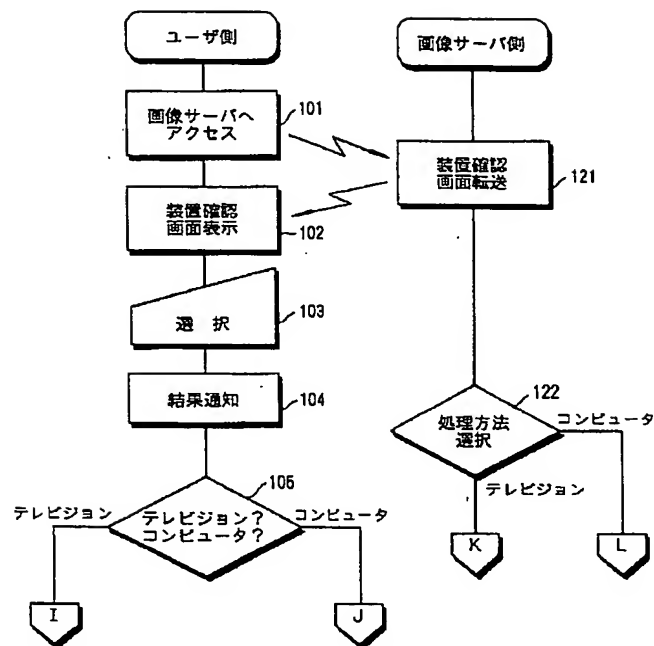 ユーザ側
画像サーバへ
アクセス
101
装置確認
画面表示
102
選 択
103
結果通知
104
105
テレビジョン?
コンピュータ?
テレビジョン
コンピュータ
I
J
画像サーバ側
装置確認
画面転送
121
122
処理方法
選択
コンピュータ
テレビジョン
K
L